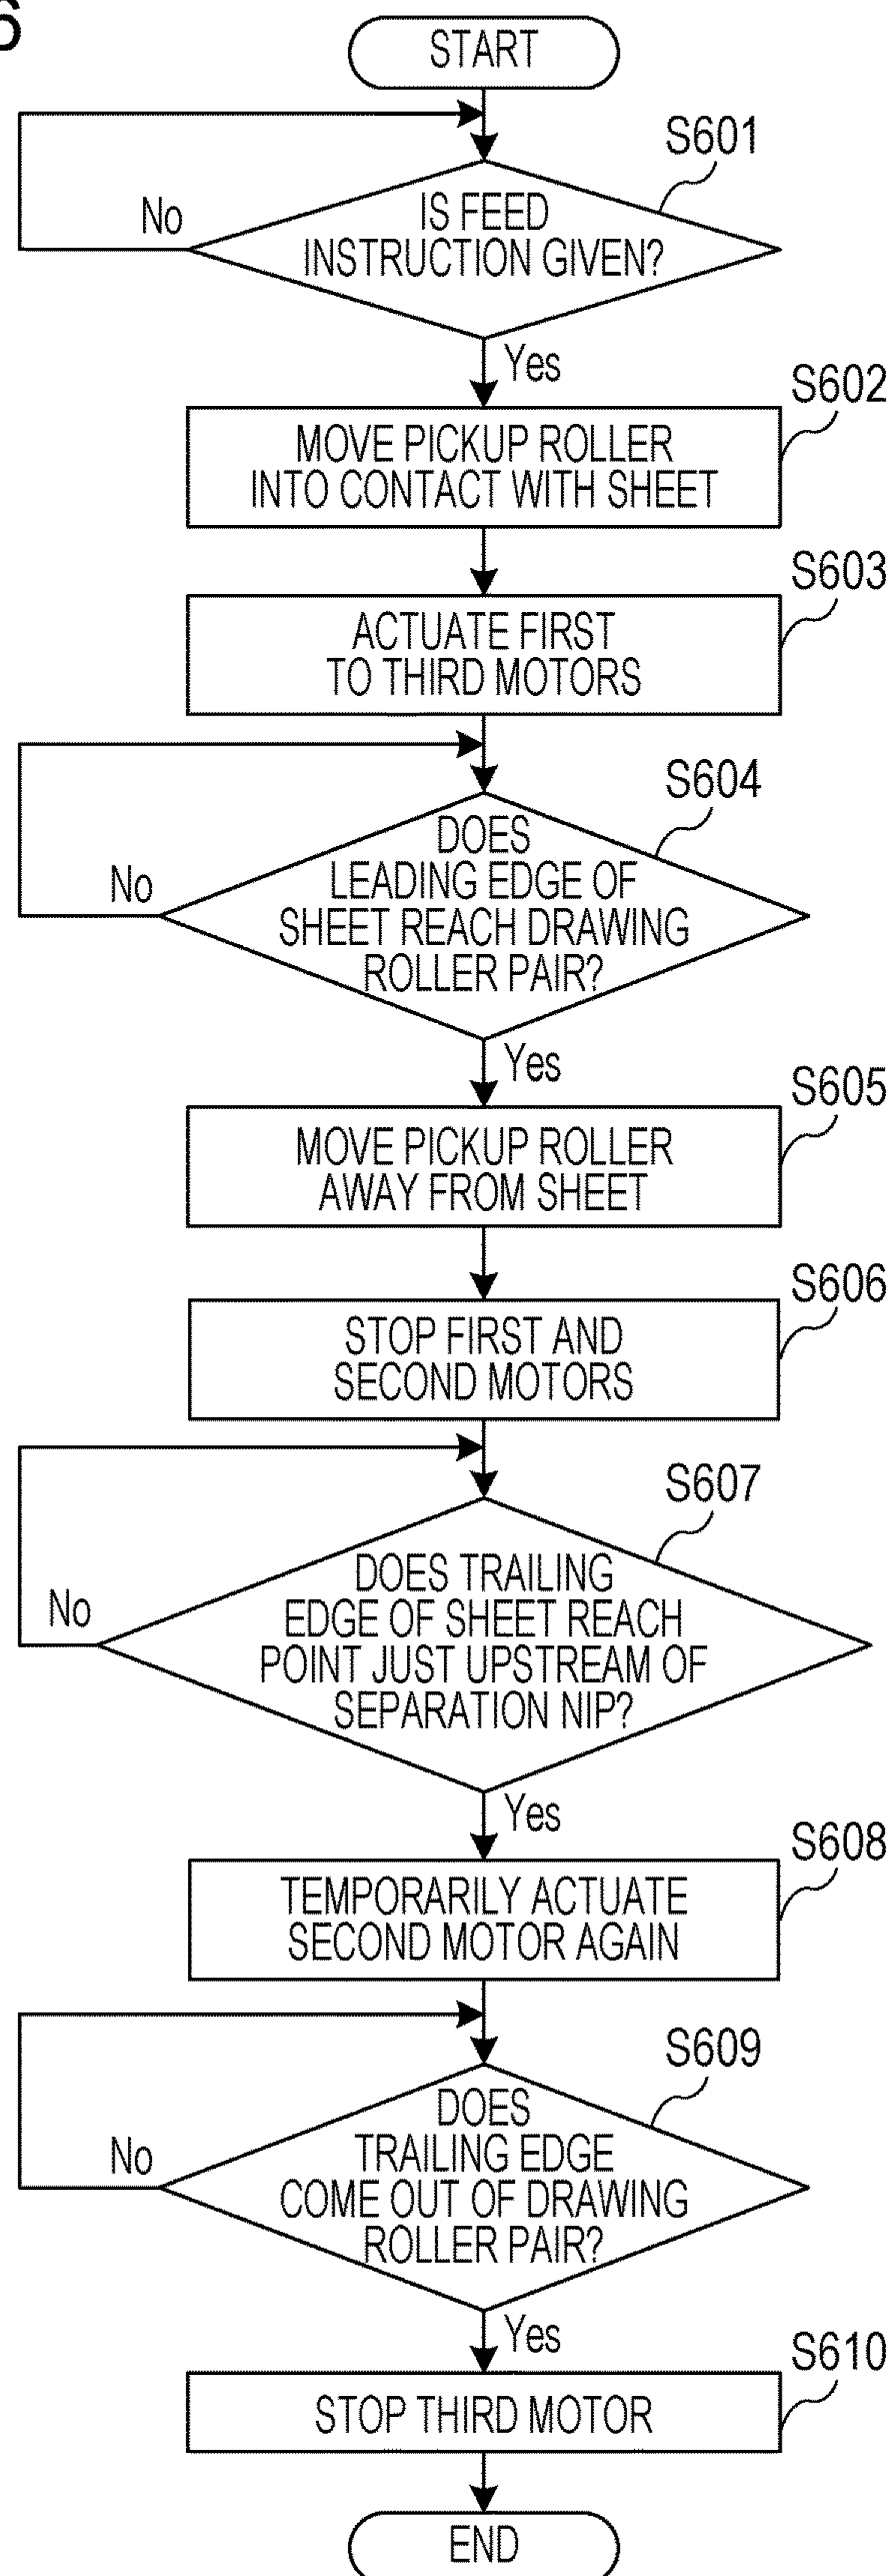 6
START
S601
IS FEED
INSTRUCTION GIVEN?
No
Yes
S602
MOVE PICKUP ROLLER
INTO CONTACT WITH SHEET
S603
ACTUATE FIRST
TO THIRD MOTORS
S604
DOES
LEADING EDGE OF
SHEET REACH DRAWING
ROLLER PAIR?
No
Yes
S605
MOVE PICKUP ROLLER
AWAY FROM SHEET
S606
STOP FIRST AND
SECOND MOTORS
S607
DOES TRAILING
EDGE OF SHEET REACH
POINT JUST UPSTREAM OF
SEPARATION NIP?
No
Yes
S608
TEMPORARILY ACTUATE
SECOND MOTOR AGAIN
S609
DOES
TRAILING EDGE
COME OUT OF DRAWING
ROLLER PAIR?
No
Yes
S610
STOP THIRD MOTOR
END